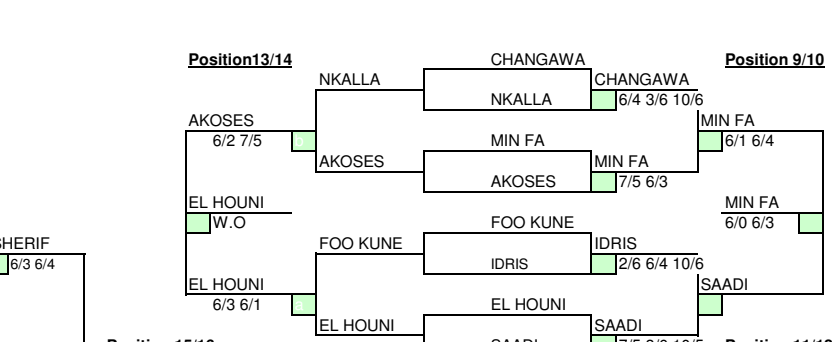 Position13/14
CHANGAWA
Position 9/10
NKALLA
CHANGAWA
NKALLA
6/4 3/6 10/6
AKOSES
MIN FA
6/2 7/5
b
MIN FA
6/1 6/4
AKOSES
MIN FA
AKOSES
7/5 6/3
EL HOUNI
MIN FA
W.O
FOO KUNE
6/0 6/3
SHERIF
FOO KUNE
IDRIS
6/3 6/4
IDRIS
2/6 6/4 10/6
EL HOUNI
SAADI
6/3 6/1
a
EL HOUNI
EL HOUNI
SAADI